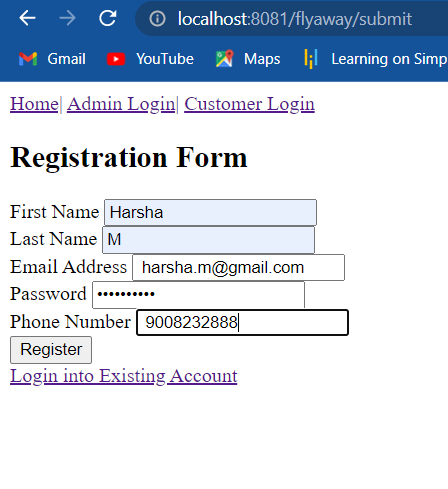 localhost:8081/flyaway/submit
Gmail YouTube Maps Learning on Simp
Home| Admin Login| Customer Login
Registration Form
First Name Harsha
Last Name M
Email Address harsha.m@gmail.com
Password ••••••••••
Phone Number 9008232888
Register
Login into Existing Account